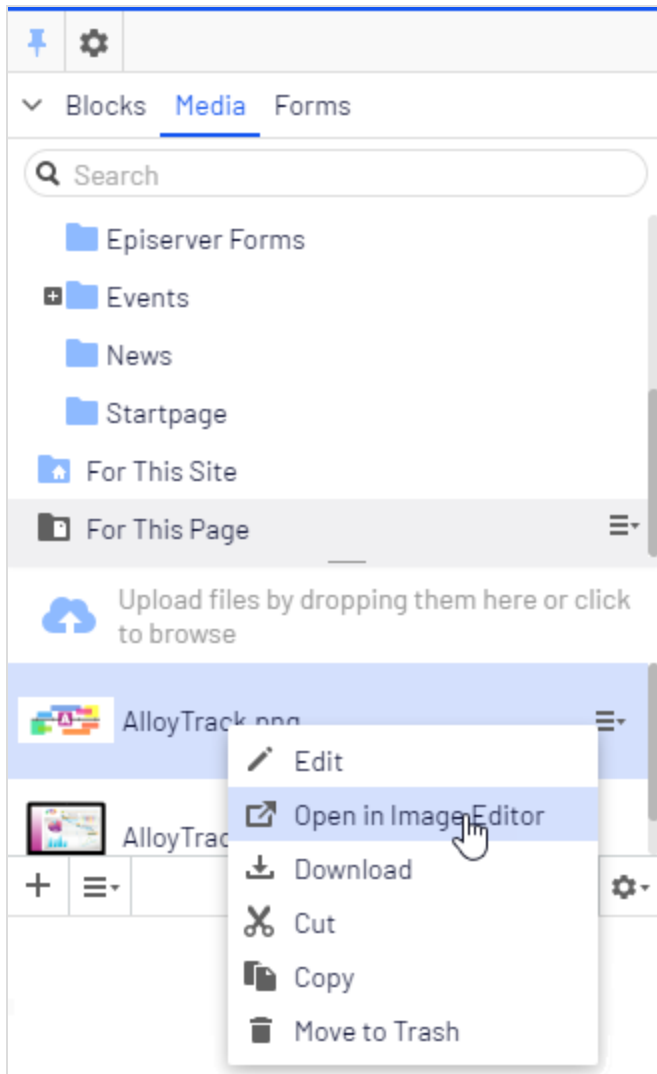 Blocks Media Forms
Search
Episerver Forms
Events
News
Startpage
For This Site
For This Page
Upload files by dropping them here or click
to browse
AlloyTrack.png
Edit
Open in Image Editor
AlloyTrac
Download
Cut
Copy
Move to Trash